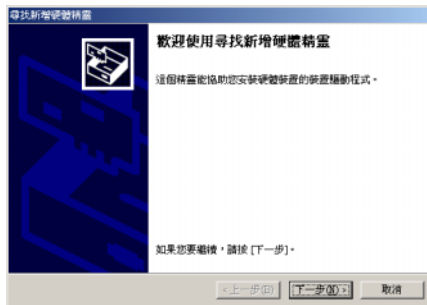 尋找新增硬體精靈
歡迎使用尋找新增硬體精靈
這個精靈能協助您安裝硬體裝置的裝置驅動程式。
如果您要繼續，請按 [下一步]。
<上一步(B) 下一步(N)> 取消